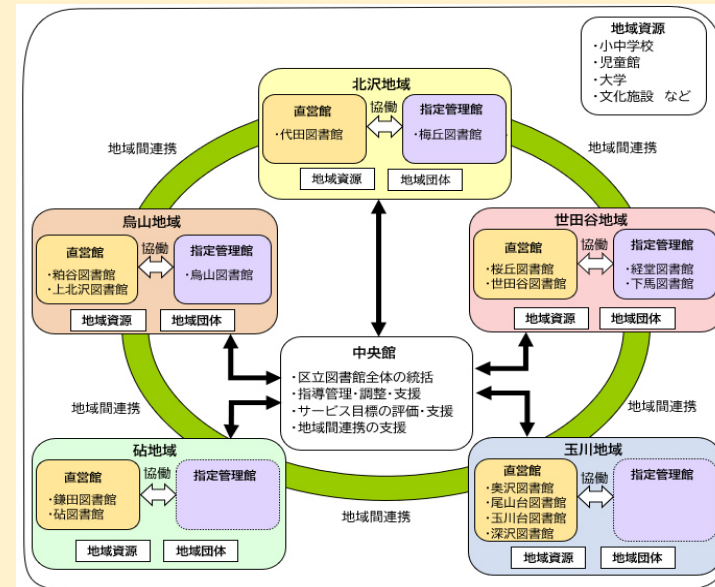 地域資源
・小中学校
・児童館
・大学
・文化施設 など
北沢地域
直営館
・代田図書館
協働
指定管理館
・梅丘図書館
地域資源
地域団体
地域間連携
地域間連携
烏山地域
直営館
・粕谷図書館
・上北沢図書館
協働
指定管理館
・烏山図書館
地域資源
地域団体
世田谷地域
直営館
・桜丘図書館
・世田谷図書館
協働
指定管理館
・経堂図書館
・下馬図書館
地域資源
地域団体
中央館
・区立図書館全体の統括
・指導管理・調整・支援
・サービス目標の評価・支援
・地域間連携の支援
地域間連携
地域間連携
砧地域
直営館
・鎌田図書館
・砧図書館
協働
指定管理館
地域資源
地域団体
地域間連携
玉川地域
直営館
・奥沢図書館
・尾山台図書館
・玉川台図書館
・深沢図書館
協働
指定管理館
地域資源
地域団体